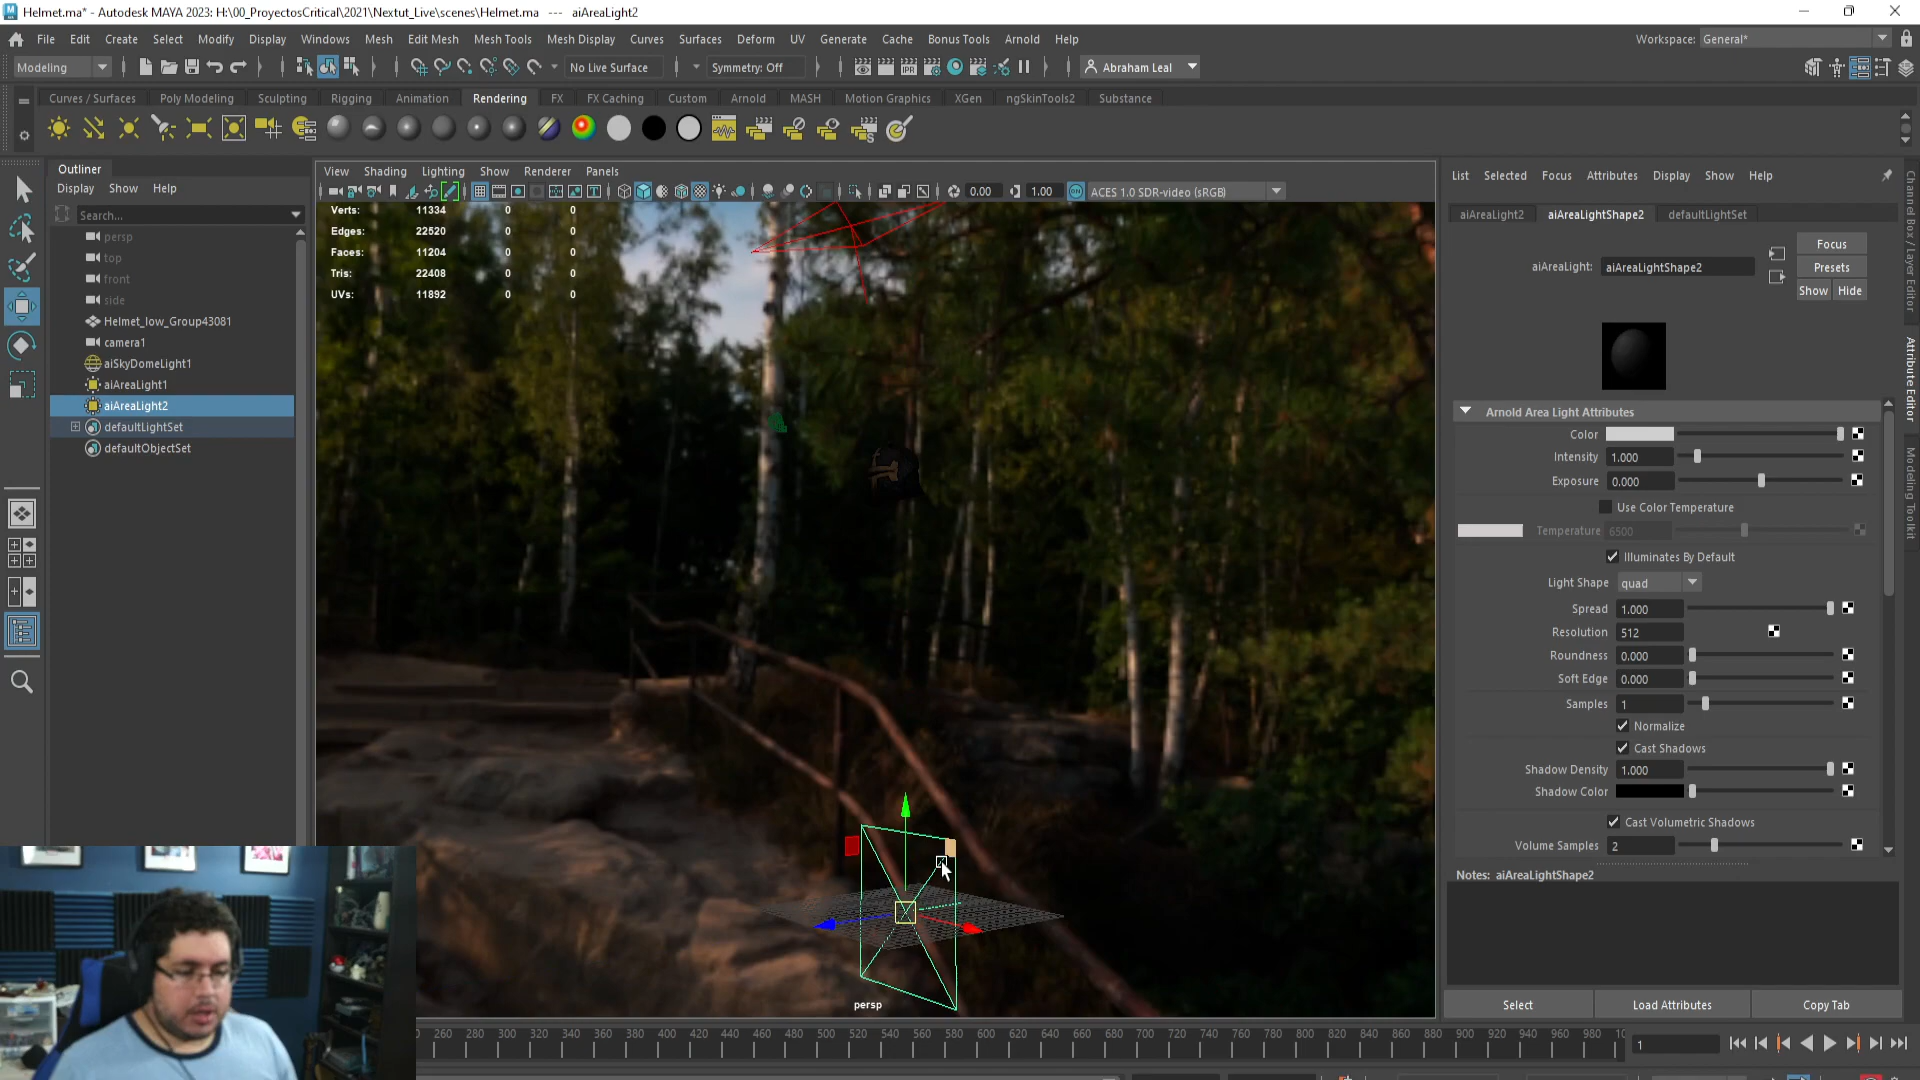 Helmet.ma* - Autodesk MAYA 2023: H:\00_ProyectosCritical\2021\Nextut_Live\scenes\Helmet.ma --- aiAreaLight2
File Edit Create Select Modify Display Windows Mesh Edit Mesh Mesh Tools Mesh Display Curves Surfaces Deform UV Generate Cache Bonus Tools Arnold Help Workspace: General*
Modeling No Live Surface Symmetry: Off Abraham Leal
Curves / Surfaces Poly Modeling Sculpting Rigging Animation Rendering FX FX Caching Custom Arnold MASH Motion Graphics XGen ngSkinTools2 Substance
Outliner
Display Show Help
Search...
persp
top
front
side
Helmet_low_Group43081
camera1
aiSkyDomeLight1
aiAreaLight1
aiAreaLight2
defaultLightSet
defaultObjectSet
View Shading Lighting Show Renderer Panels
0.00 1.00 ACES 1.0 SDR-video (sRGB)
Verts: 11334 0 0
Edges: 22520 0 0
Faces: 11204 0 0
Tris: 22408 0 0
UVs: 11892 0 0
persp
List Selected Focus Attributes Display Show Help
aiAreaLight2 aiAreaLightShape2 defaultLightSet
aiAreaLight: aiAreaLightShape2
Focus
Presets
Show Hide
Arnold Area Light Attributes
Color
Intensity 1.000
Exposure 0.000
Use Color Temperature
Temperature 6500
Illuminates By Default
Light Shape quad
Spread 1.000
Resolution 512
Roundness 0.000
Soft Edge 0.000
Samples 1
Normalize
Cast Shadows
Shadow Density 1.000
Shadow Color
Cast Volumetric Shadows
Volume Samples 2
Notes: aiAreaLightShape2
Select Load Attributes Copy Tab
Channel Box / Layer Editor
Attribute Editor
Modeling Toolkit
260 280 300 320 340 360 380 400 420 440 460 480 500 520 540 560 580 600 620 640 660 680 700 720 740 760 780 800 820 840 860 880 900 920 940 960 980 10
1